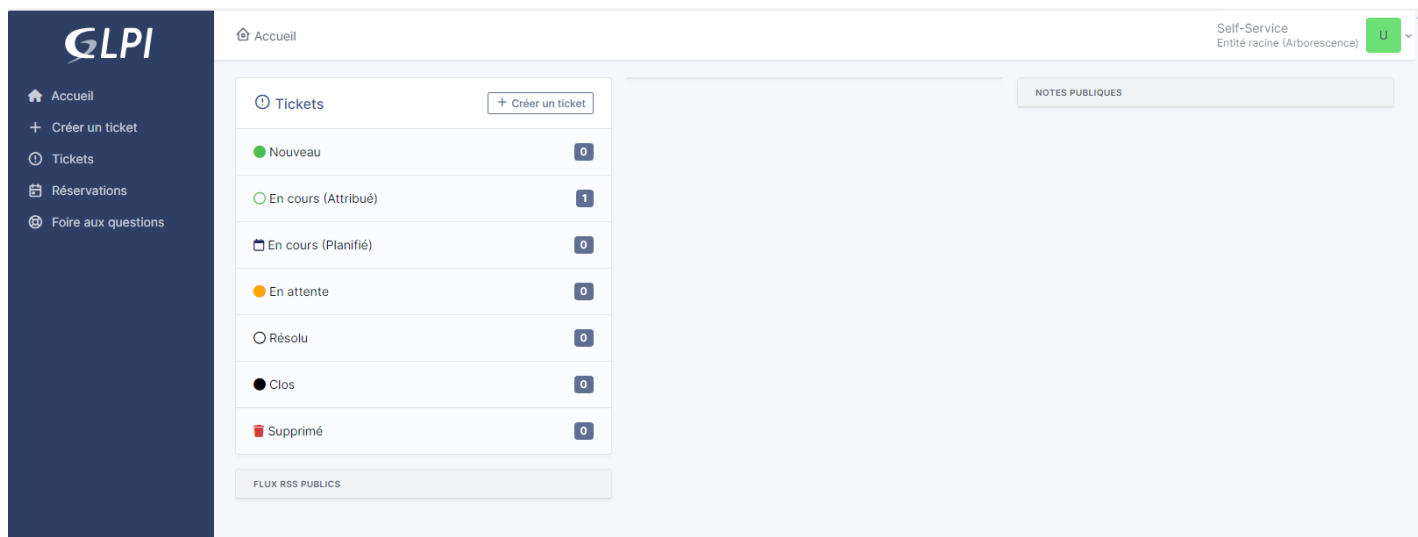 GLPI
Accueil
Créer un ticket
Tickets
Réservations
Foire aux questions
Accueil
Self-Service
Entité racine (Arborescence)
U
Tickets
+ Créer un ticket
Nouveau 0
En cours (Attribué) 1
En cours (Planifié) 0
En attente 0
Résolu 0
Clos 0
Supprimé 0
FLUX RSS PUBLICS
NOTES PUBLIQUES